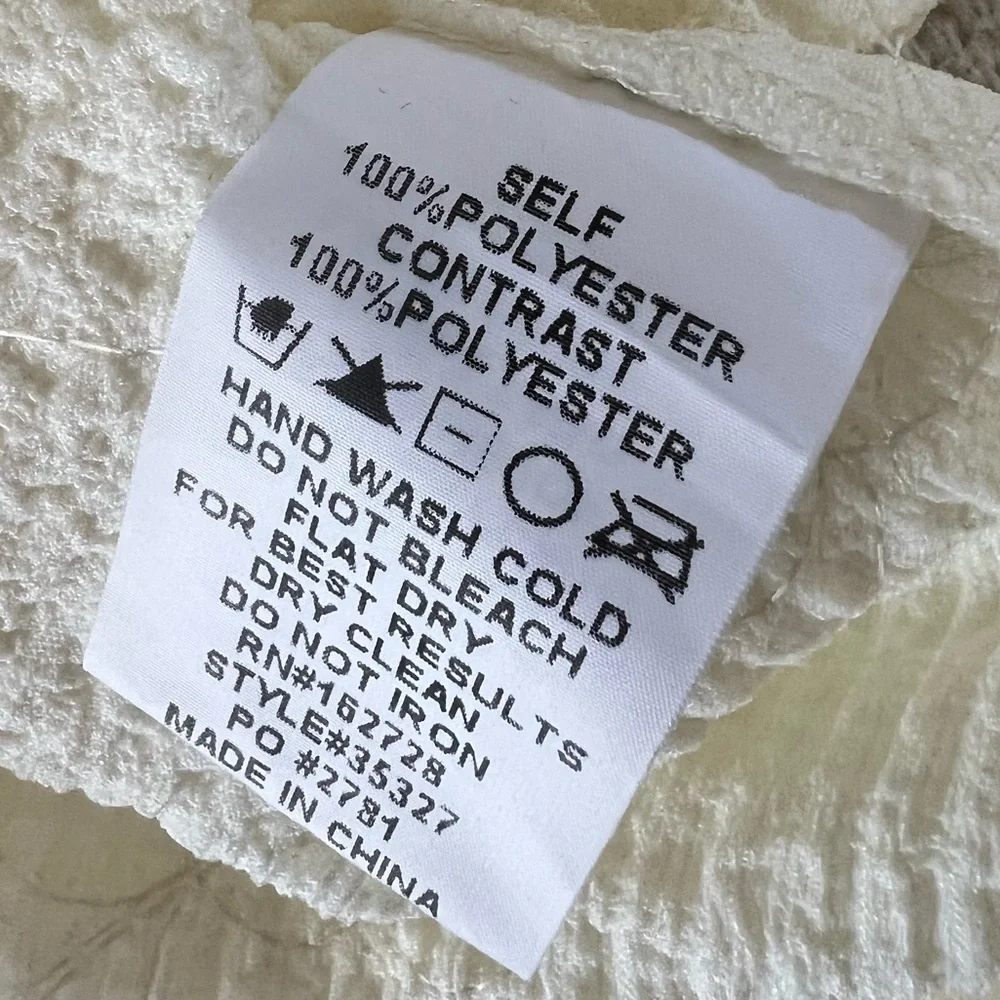 SELF
100%POLYESTER
CONTRAST
100%POLYESTER
HAND WASH COLD
DO NOT BLEACH
FLAT DRY
FOR BEST RESULTS
DRY CLEAN
DO NOT IRON
RN#162728
STYLE#35327
PO #2781
MADE IN CHINA